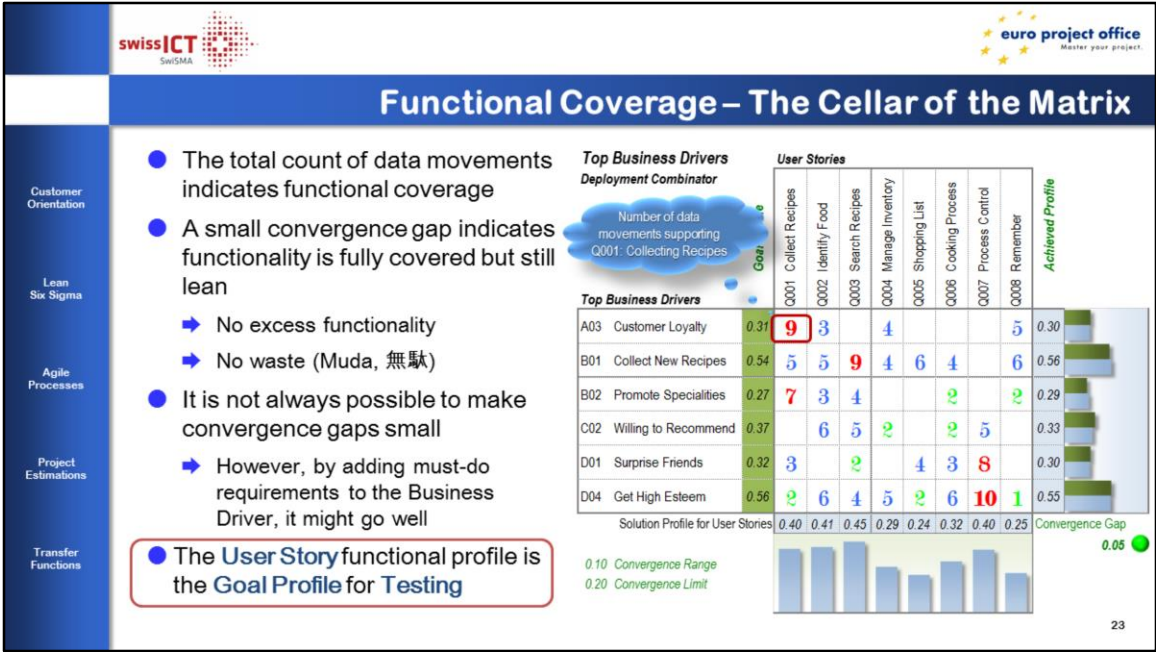 swissICT
SwiSMA
euro project office
Master your project.
Functional Coverage – The Cellar of the Matrix
Customer
Orientation
Lean
Six Sigma
Agile
Processes
Project
Estimations
Transfer
Functions
The total count of data movements
indicates functional coverage
A small convergence gap indicates
functionality is fully covered but still
lean
No excess functionality
No waste (Muda, 無駄)
It is not always possible to make
convergence gaps small
However, by adding must-do
requirements to the Business
Driver, it might go well
The User Story functional profile is
the Goal Profile for Testing
Top Business Drivers
Deployment Combinator
User Stories
Number of data
movements supporting
Q001: Collecting Recipes
Q001 Collect Recipes
Q002 Identify Food
Q003 Search Recipes
Q004 Manage Inventory
Q005 Shopping List
Q006 Cooking Process
Q007 Process Control
Q008 Remember
Achieved Profile
Top Business Drivers
A03 Customer Loyalty 0.31 9 3 4 5 0.30
B01 Collect New Recipes 0.54 5 5 9 4 6 4 6 0.56
B02 Promote Specialities 0.27 7 3 4 2 2 0.29
C02 Willing to Recommend 0.37 6 5 2 2 5 0.33
D01 Surprise Friends 0.32 3 2 4 3 8 0.30
D04 Get High Esteem 0.56 2 6 4 5 2 6 10 1 0.55
Solution Profile for User Stories 0.40 0.41 0.45 0.29 0.24 0.32 0.40 0.25 Convergence Gap
0.05
0.10 Convergence Range
0.20 Convergence Limit
23